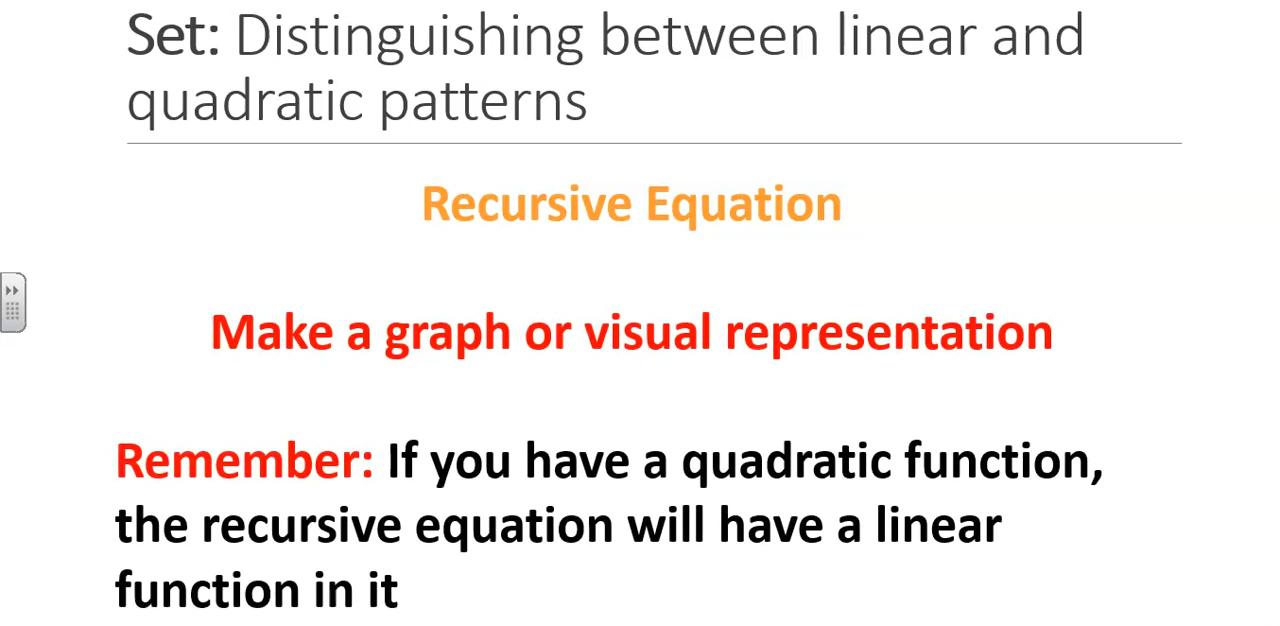 Set: Distinguishing between linear and
quadratic patterns
Recursive Equation
Make a graph or visual representation
Remember: If you have a quadratic function,
the recursive equation will have a linear
function in it